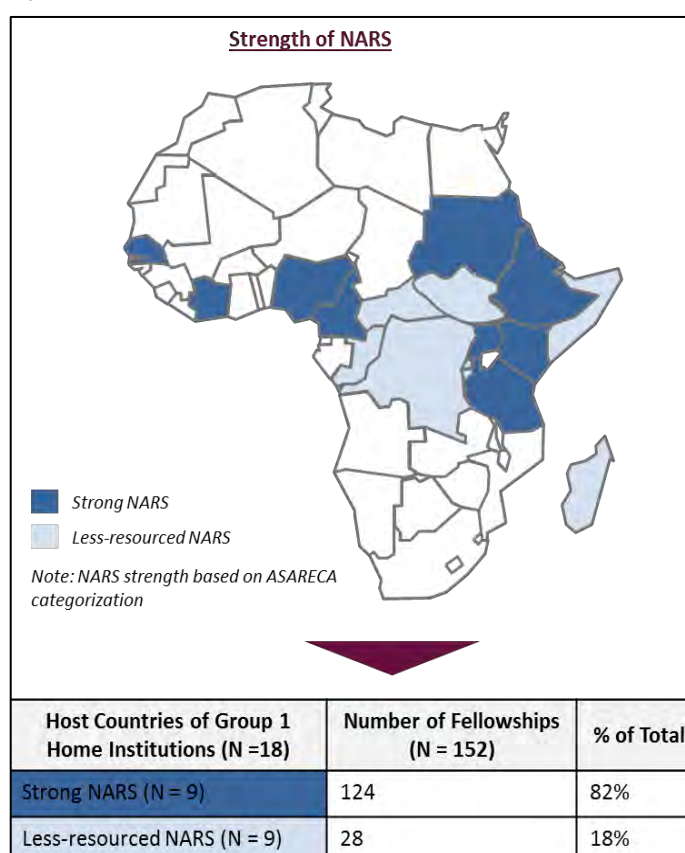 Strength of NARS
Strong NARS
Less-resourced NARS
Note: NARS strength based on ASARECA
categorization
Host Countries of Group 1
Home Institutions (N =18)
Number of Fellowships
(N = 152)
% of Total
Strong NARS (N = 9)
124
82%
Less-resourced NARS (N = 9)
28
18%